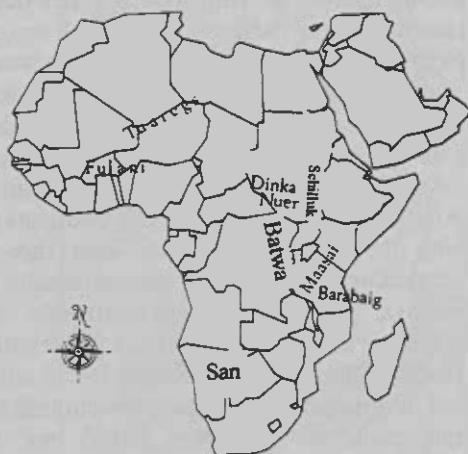 Tuareg
Fulani
Dinka
Nuer
Schilluk
Batwa
Maasai
Barabaig
San
N